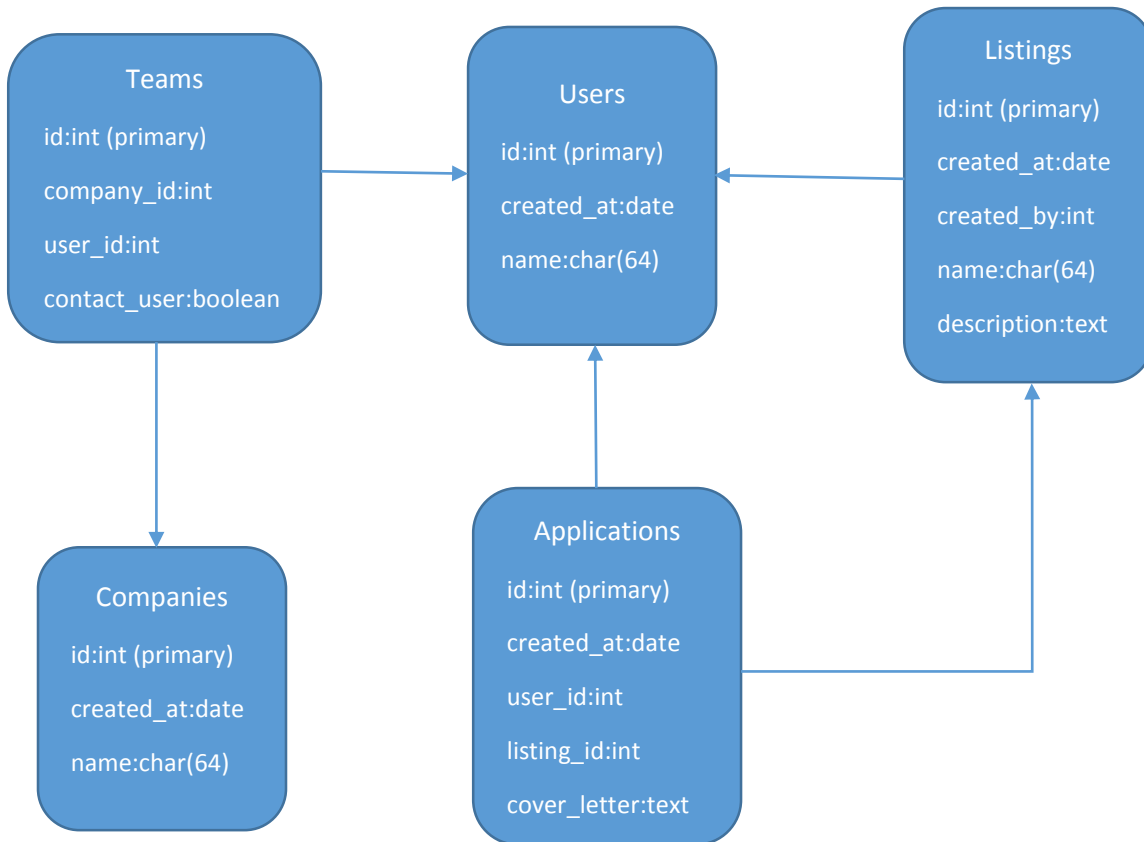 Teams
id:int (primary)
company_id:int
user_id:int
contact_user:boolean
Users
id:int (primary)
created_at:date
name:char(64)
Listings
id:int (primary)
created_at:date
created_by:int
name:char(64)
description:text
Companies
id:int (primary)
created_at:date
name:char(64)
Applications
id:int (primary)
created_at:date
user_id:int
listing_id:int
cover_letter:text